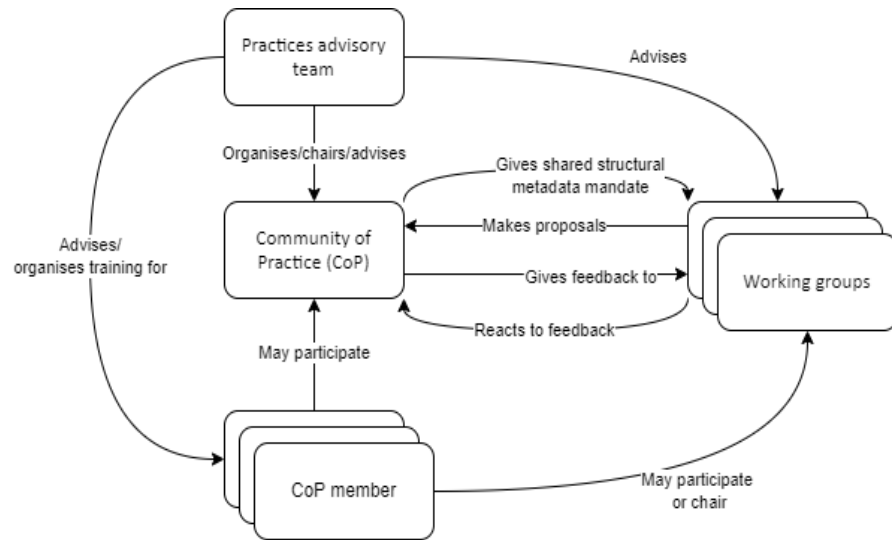 Practices advisory
team
Advises
Organises/chairs/advises
Gives shared structural
metadata mandate
Makes proposals
Community of
Practice (CoP)
Advises/
organises training for
Gives feedback to
Working groups
Reacts to feedback
May participate
CoP member
May participate
or chair